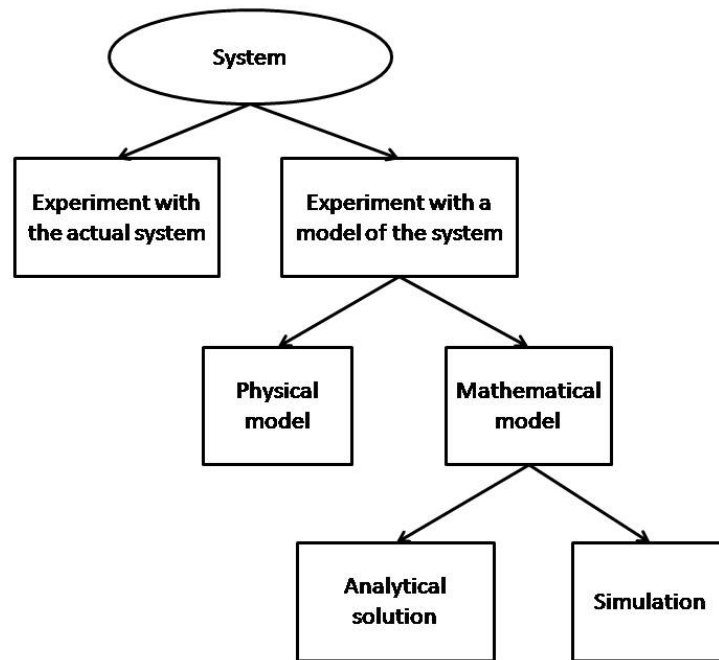 System
Experiment with
the actual system
Experiment with a
model of the system
Physical
model
Mathematical
model
Analytical
solution
Simulation